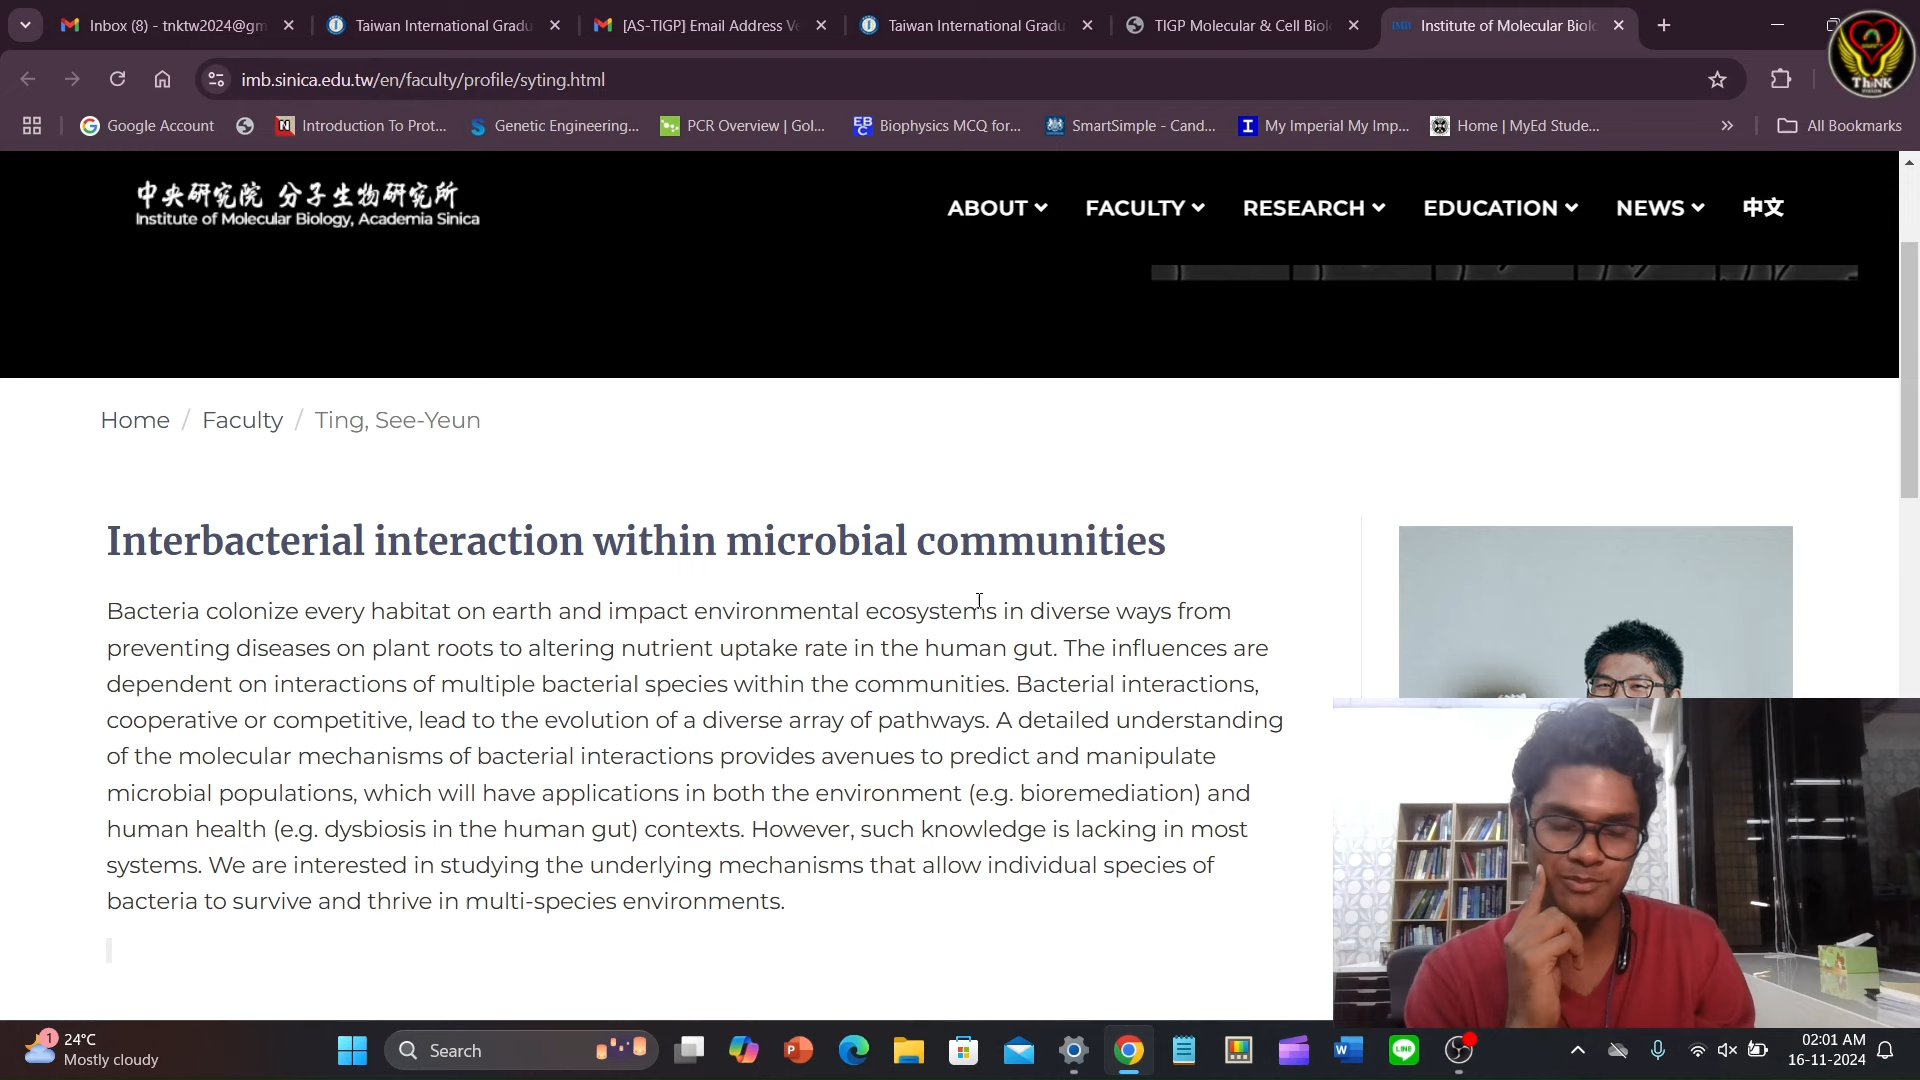 Inbox (8) - tnktw2024@gm
Taiwan International Gradu
[AS-TIGP] Email Address Ve
Taiwan International Gradu
TIGP Molecular & Cell Biolo
Institute of Molecular Biolo
imb.sinica.edu.tw/en/faculty/profile/syting.html
Google Account
Introduction To Prot...
Genetic Engineering...
PCR Overview | Gol...
Biophysics MCQ for...
SmartSimple - Cand...
My Imperial My Imp...
Home | MyEd Stude...
All Bookmarks
中央研究院 分子生物研究所
Institute of Molecular Biology, Academia Sinica
ABOUT
FACULTY
RESEARCH
EDUCATION
NEWS
中文
Home / Faculty / Ting, See-Yeun
Interbacterial interaction within microbial communities
Bacteria colonize every habitat on earth and impact environmental ecosystems in diverse ways from
preventing diseases on plant roots to altering nutrient uptake rate in the human gut. The influences are
dependent on interactions of multiple bacterial species within the communities. Bacterial interactions,
cooperative or competitive, lead to the evolution of a diverse array of pathways. A detailed understanding
of the molecular mechanisms of bacterial interactions provides avenues to predict and manipulate
microbial populations, which will have applications in both the environment (e.g. bioremediation) and
human health (e.g. dysbiosis in the human gut) contexts. However, such knowledge is lacking in most
systems. We are interested in studying the underlying mechanisms that allow individual species of
bacteria to survive and thrive in multi-species environments.
24°C
Mostly cloudy
Search
02:01 AM
16-11-2024